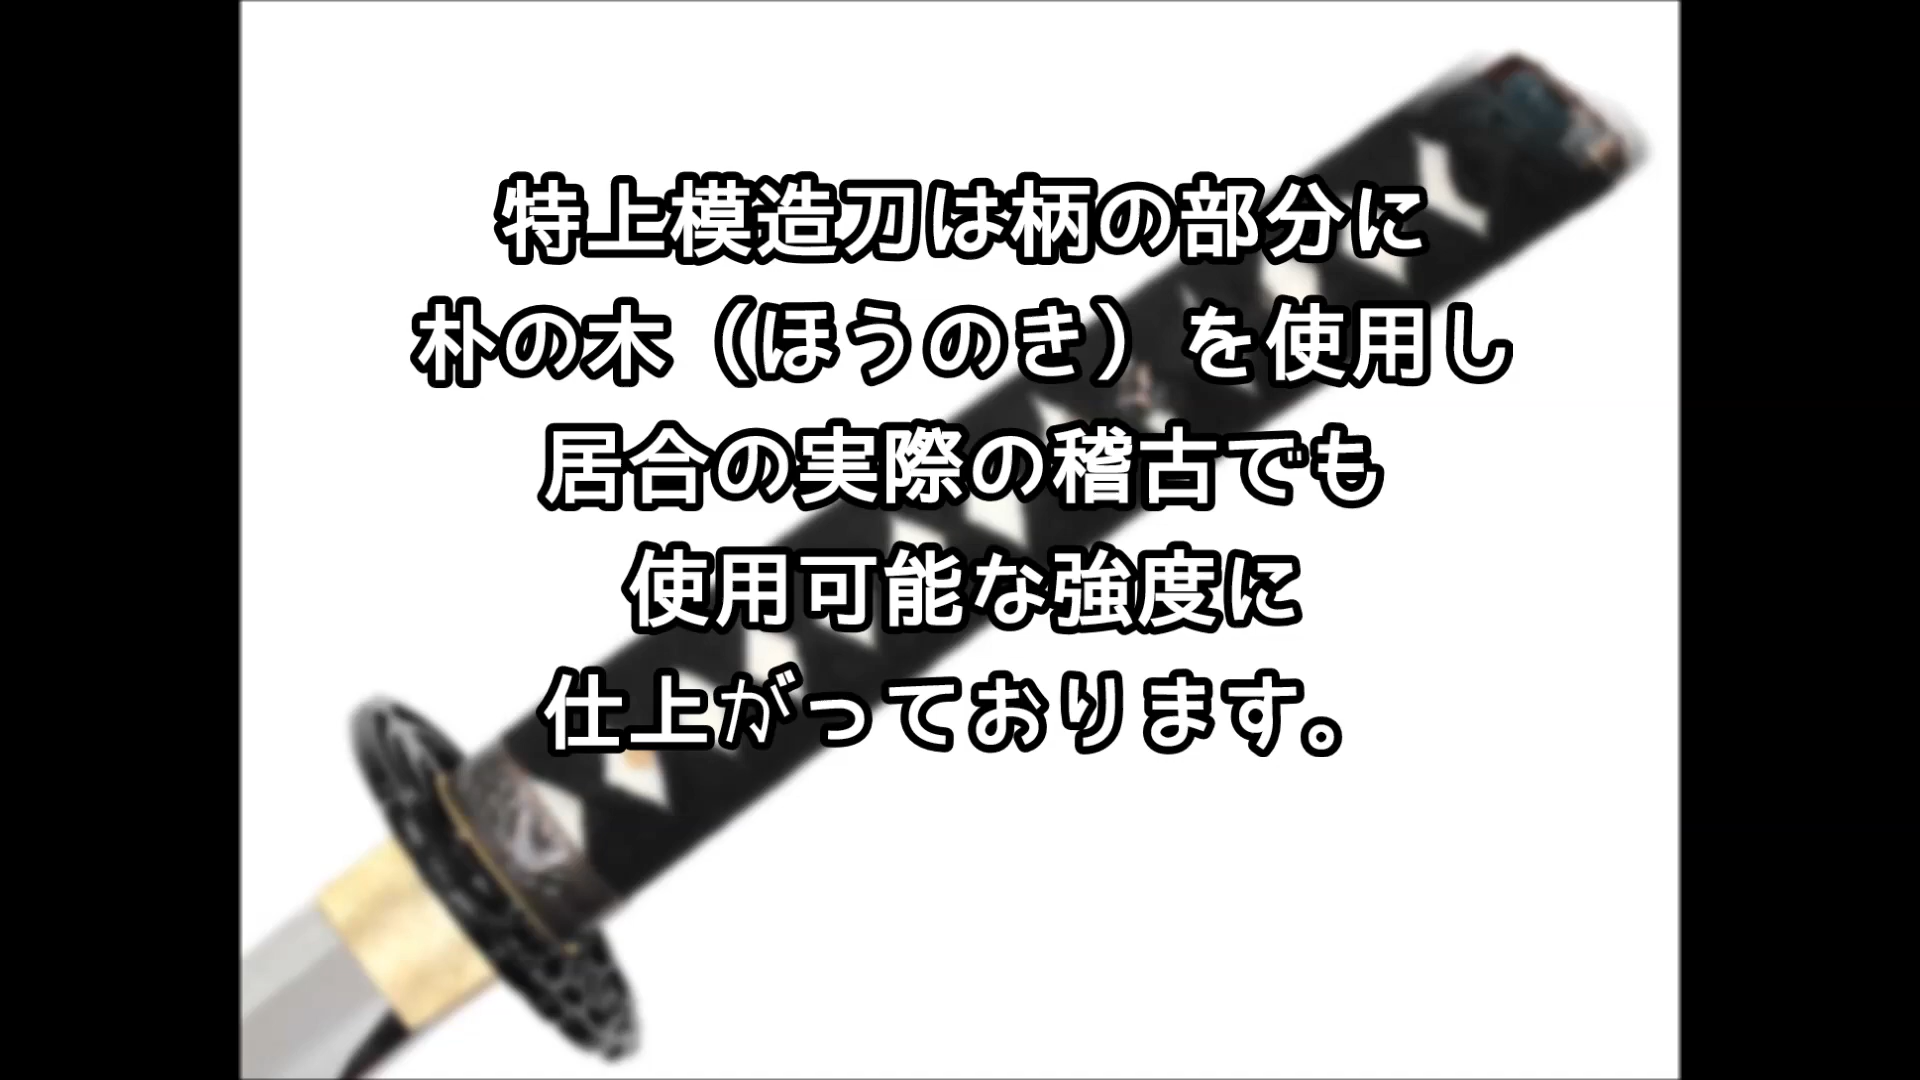 特上模造刀は柄の部分に
朴の木（ほうのき）を使用し
居合の実際の稽古でも
使用可能な強度に
仕上がっております。